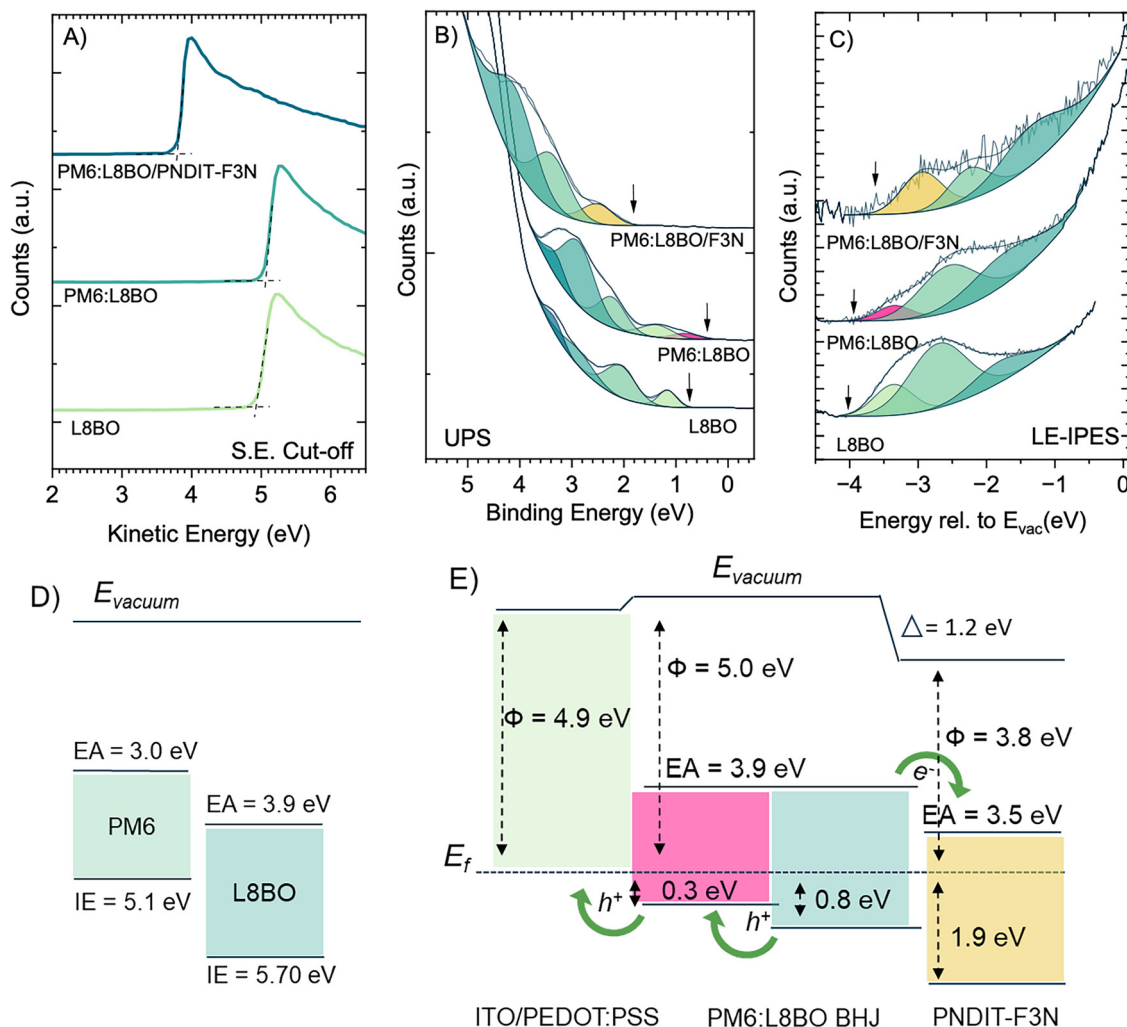 A)
Counts (a.u.)
PM6:L8BO/PNDIT-F3N
PM6:L8BO
L8BO
S.E. Cut-off
2 3 4 5 6
Kinetic Energy (eV)
B)
Counts (a.u.)
PM6:L8BO/F3N
PM6:L8BO
L8BO
UPS
5 4 3 2 1 0
Binding Energy (eV)
C)
Counts (a.u.)
PM6:L8BO/F3N
PM6:L8BO
L8BO
LE-IPES
−4 −3 −2 −1 0
Energy rel. to Evac(eV)
D)
Evacuum
EA = 3.0 eV
PM6
IE = 5.1 eV
EA = 3.9 eV
L8BO
IE = 5.70 eV
E)
Evacuum
△ = 1.2 eV
Φ = 4.9 eV
Φ = 5.0 eV
Φ = 3.8 eV
EA = 3.9 eV
e-
EA = 3.5 eV
Ef
h+
0.3 eV
h+
0.8 eV
1.9 eV
ITO/PEDOT:PSS
PM6:L8BO BHJ
PNDIT-F3N